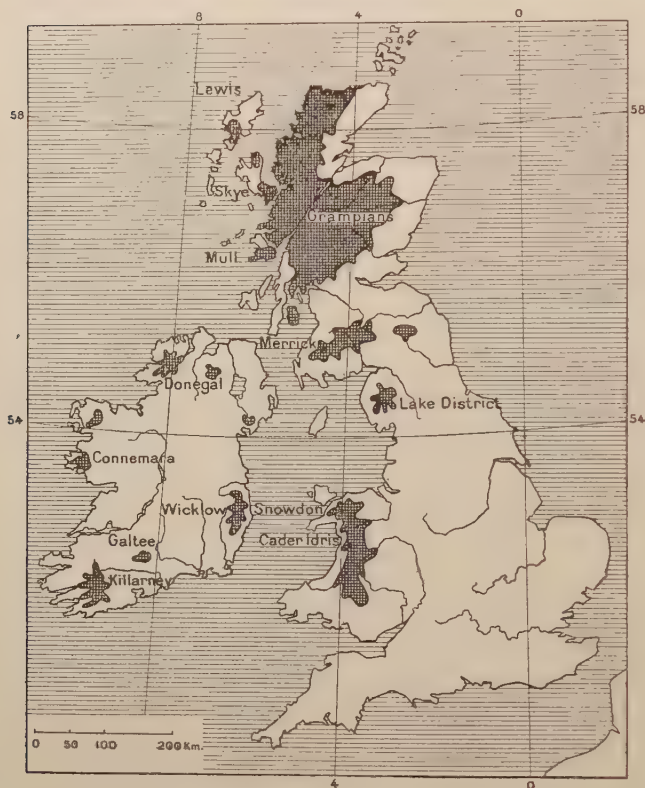 8 4 0
Lewis
58 58
Skye
Grampians
Mull
Merrick
Donegal
Lake District
54 54
Connemara
Wicklow Snowdon
Galtee Cader Idris
Killarney
0 50 100 200 Km.
4 0